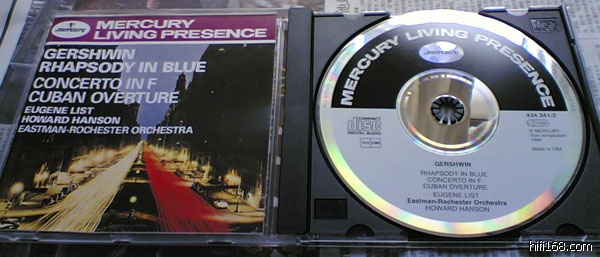 Mercury
MERCURY
LIVING PRESENCE
GERSHWIN
RHAPSODY IN BLUE
CONCERTO IN F
CUBAN OVERTURE
EUGENE LIST
HOWARD HANSON
EASTMAN-ROCHESTER ORCHESTRA
MERCURY LIVING PRESENCE
Mercury
COMPACT
disc
DIGITAL AUDIO
434 341-2
Made in USA
GERSHWIN
RHAPSODY IN BLUE
CONCERTO IN F
CUBAN OVERTURE
EUGENE LIST
Eastman-Rochester Orchestra
HOWARD HANSON
hifi168.com